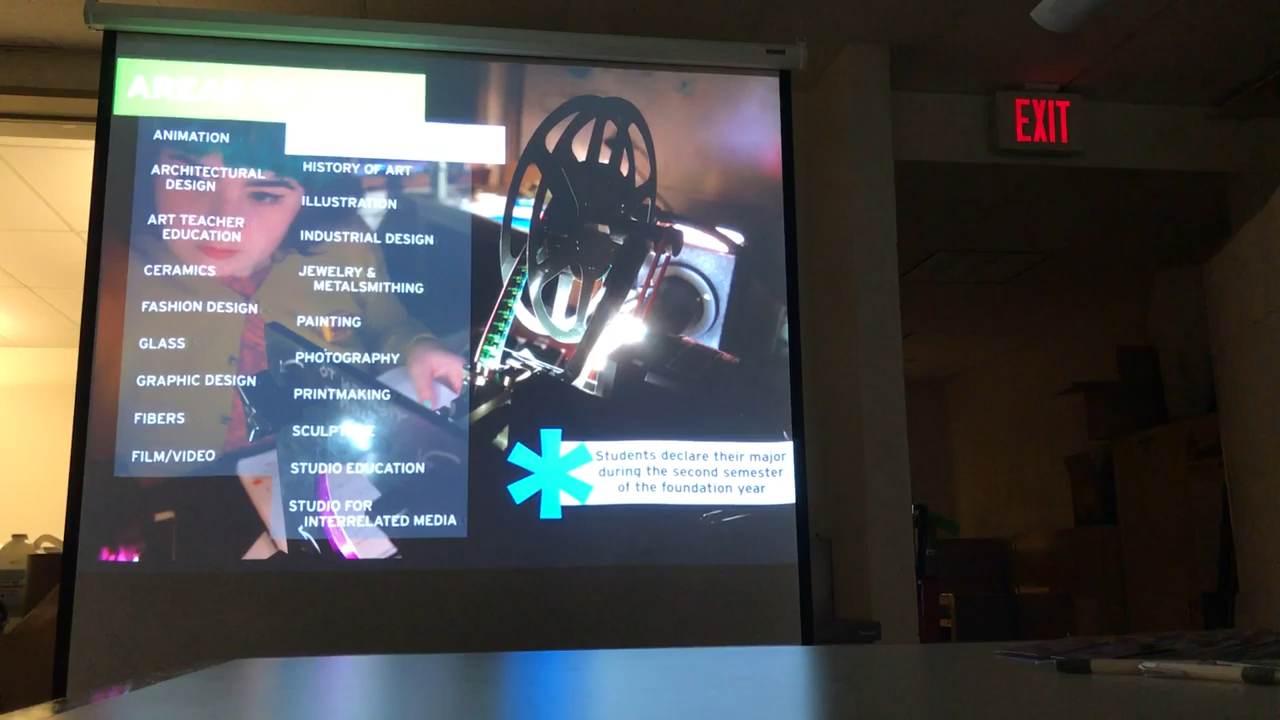 ANIMATION
ARCHITECTURAL
DESIGN
ART TEACHER
EDUCATION
CERAMICS
FASHION DESIGN
GLASS
GRAPHIC DESIGN
FIBERS
FILM/VIDEO
HISTORY OF ART
ILLUSTRATION
INDUSTRIAL DESIGN
JEWELRY &
METALSMITHING
PAINTING
PHOTOGRAPHY
PRINTMAKING
SCULPTURE
STUDIO EDUCATION
STUDIO FOR
INTERRELATED MEDIA
Students declare their major
during the second semester
of the foundation year
EXIT